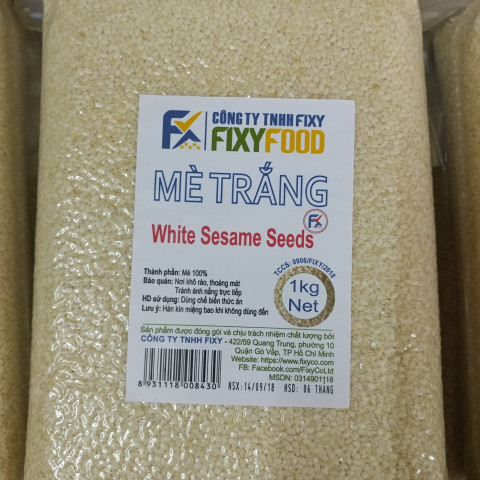 CÔNG TY TNHH FIXY
FIXYFOOD
MÈ TRẮNG
White Sesame Seeds
TCCS: 0906/FIXY/2018
1kg
Net
Thành phần: Mè 100%
Bảo quản: Nơi khô ráo, thoáng mát
Tránh ánh nắng trực tiếp
HD sử dụng: Dùng chế biến thức ăn
Lưu ý: Hàn kín miệng bao khi không dùng đến
Sản phẩm được đóng gói và chịu trách nhiệm chất lượng bởi
CÔNG TY TNHH FIXY - 422/59 Quang Trung, phường 10
Quận Gò Vấp, TP Hồ Chí Minh
Website: https://www.fixyco.com
FB: Facebook.com/FixyCoLtd
MSDN: 0314901118
8 931118 008430
NSX: 14/09/18 HSD: 06 THANG